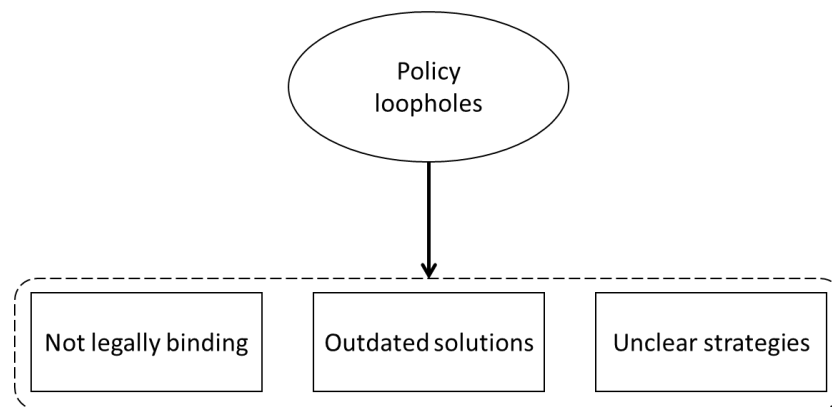 Policy
loopholes
Not legally binding
Outdated solutions
Unclear strategies